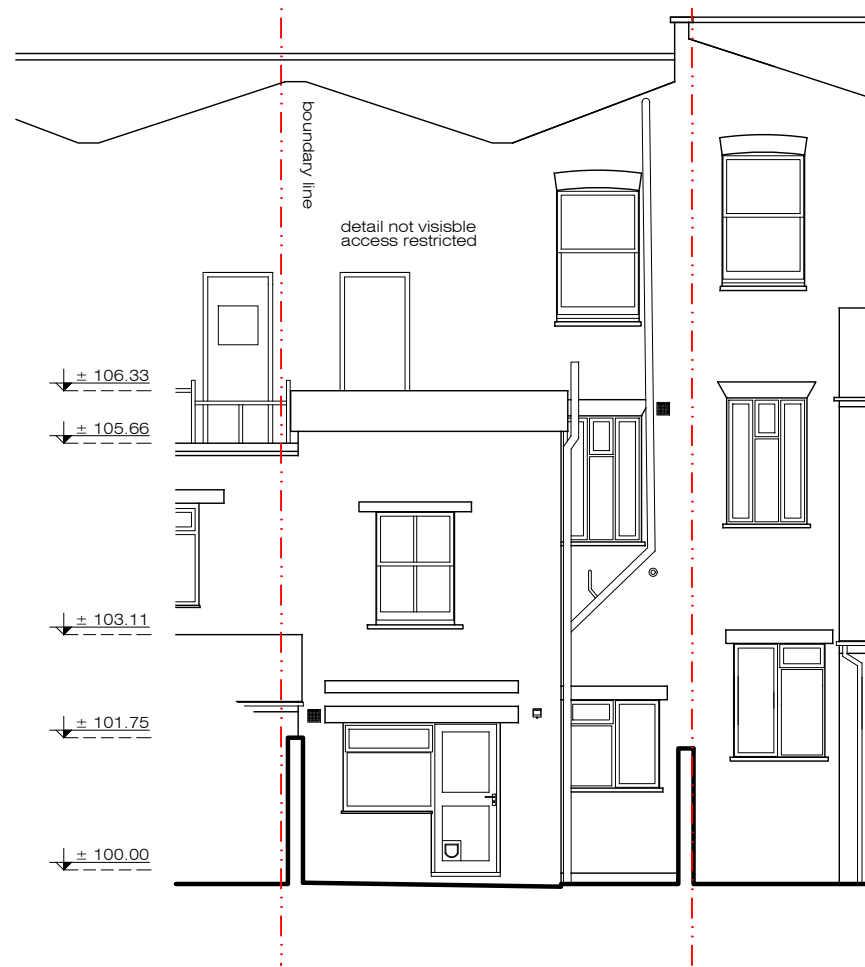 boundary line
detail not visisble
access restricted
± 106.33
± 105.66
± 103.11
± 101.75
± 100.00